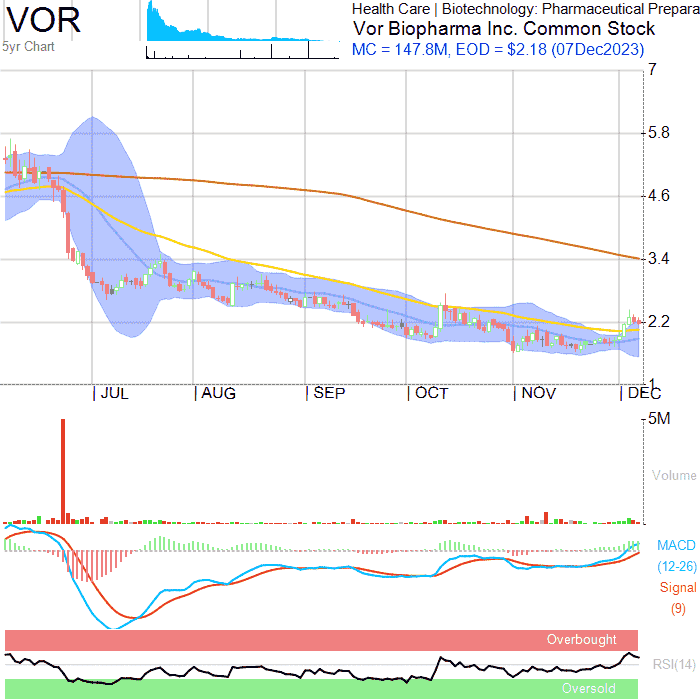 VOR
5yr Chart
Health Care | Biotechnology: Pharmaceutical Prepara
Vor Biopharma Inc. Common Stock
MC = 147.8M, EOD = $2.18 (07Dec2023)
7
5.8
4.6
3.4
2.2
1
JUL AUG SEP OCT NOV DEC
5M
Volume
MACD
(12-26)
Signal
(9)
Overbought
RSI(14)
Oversold